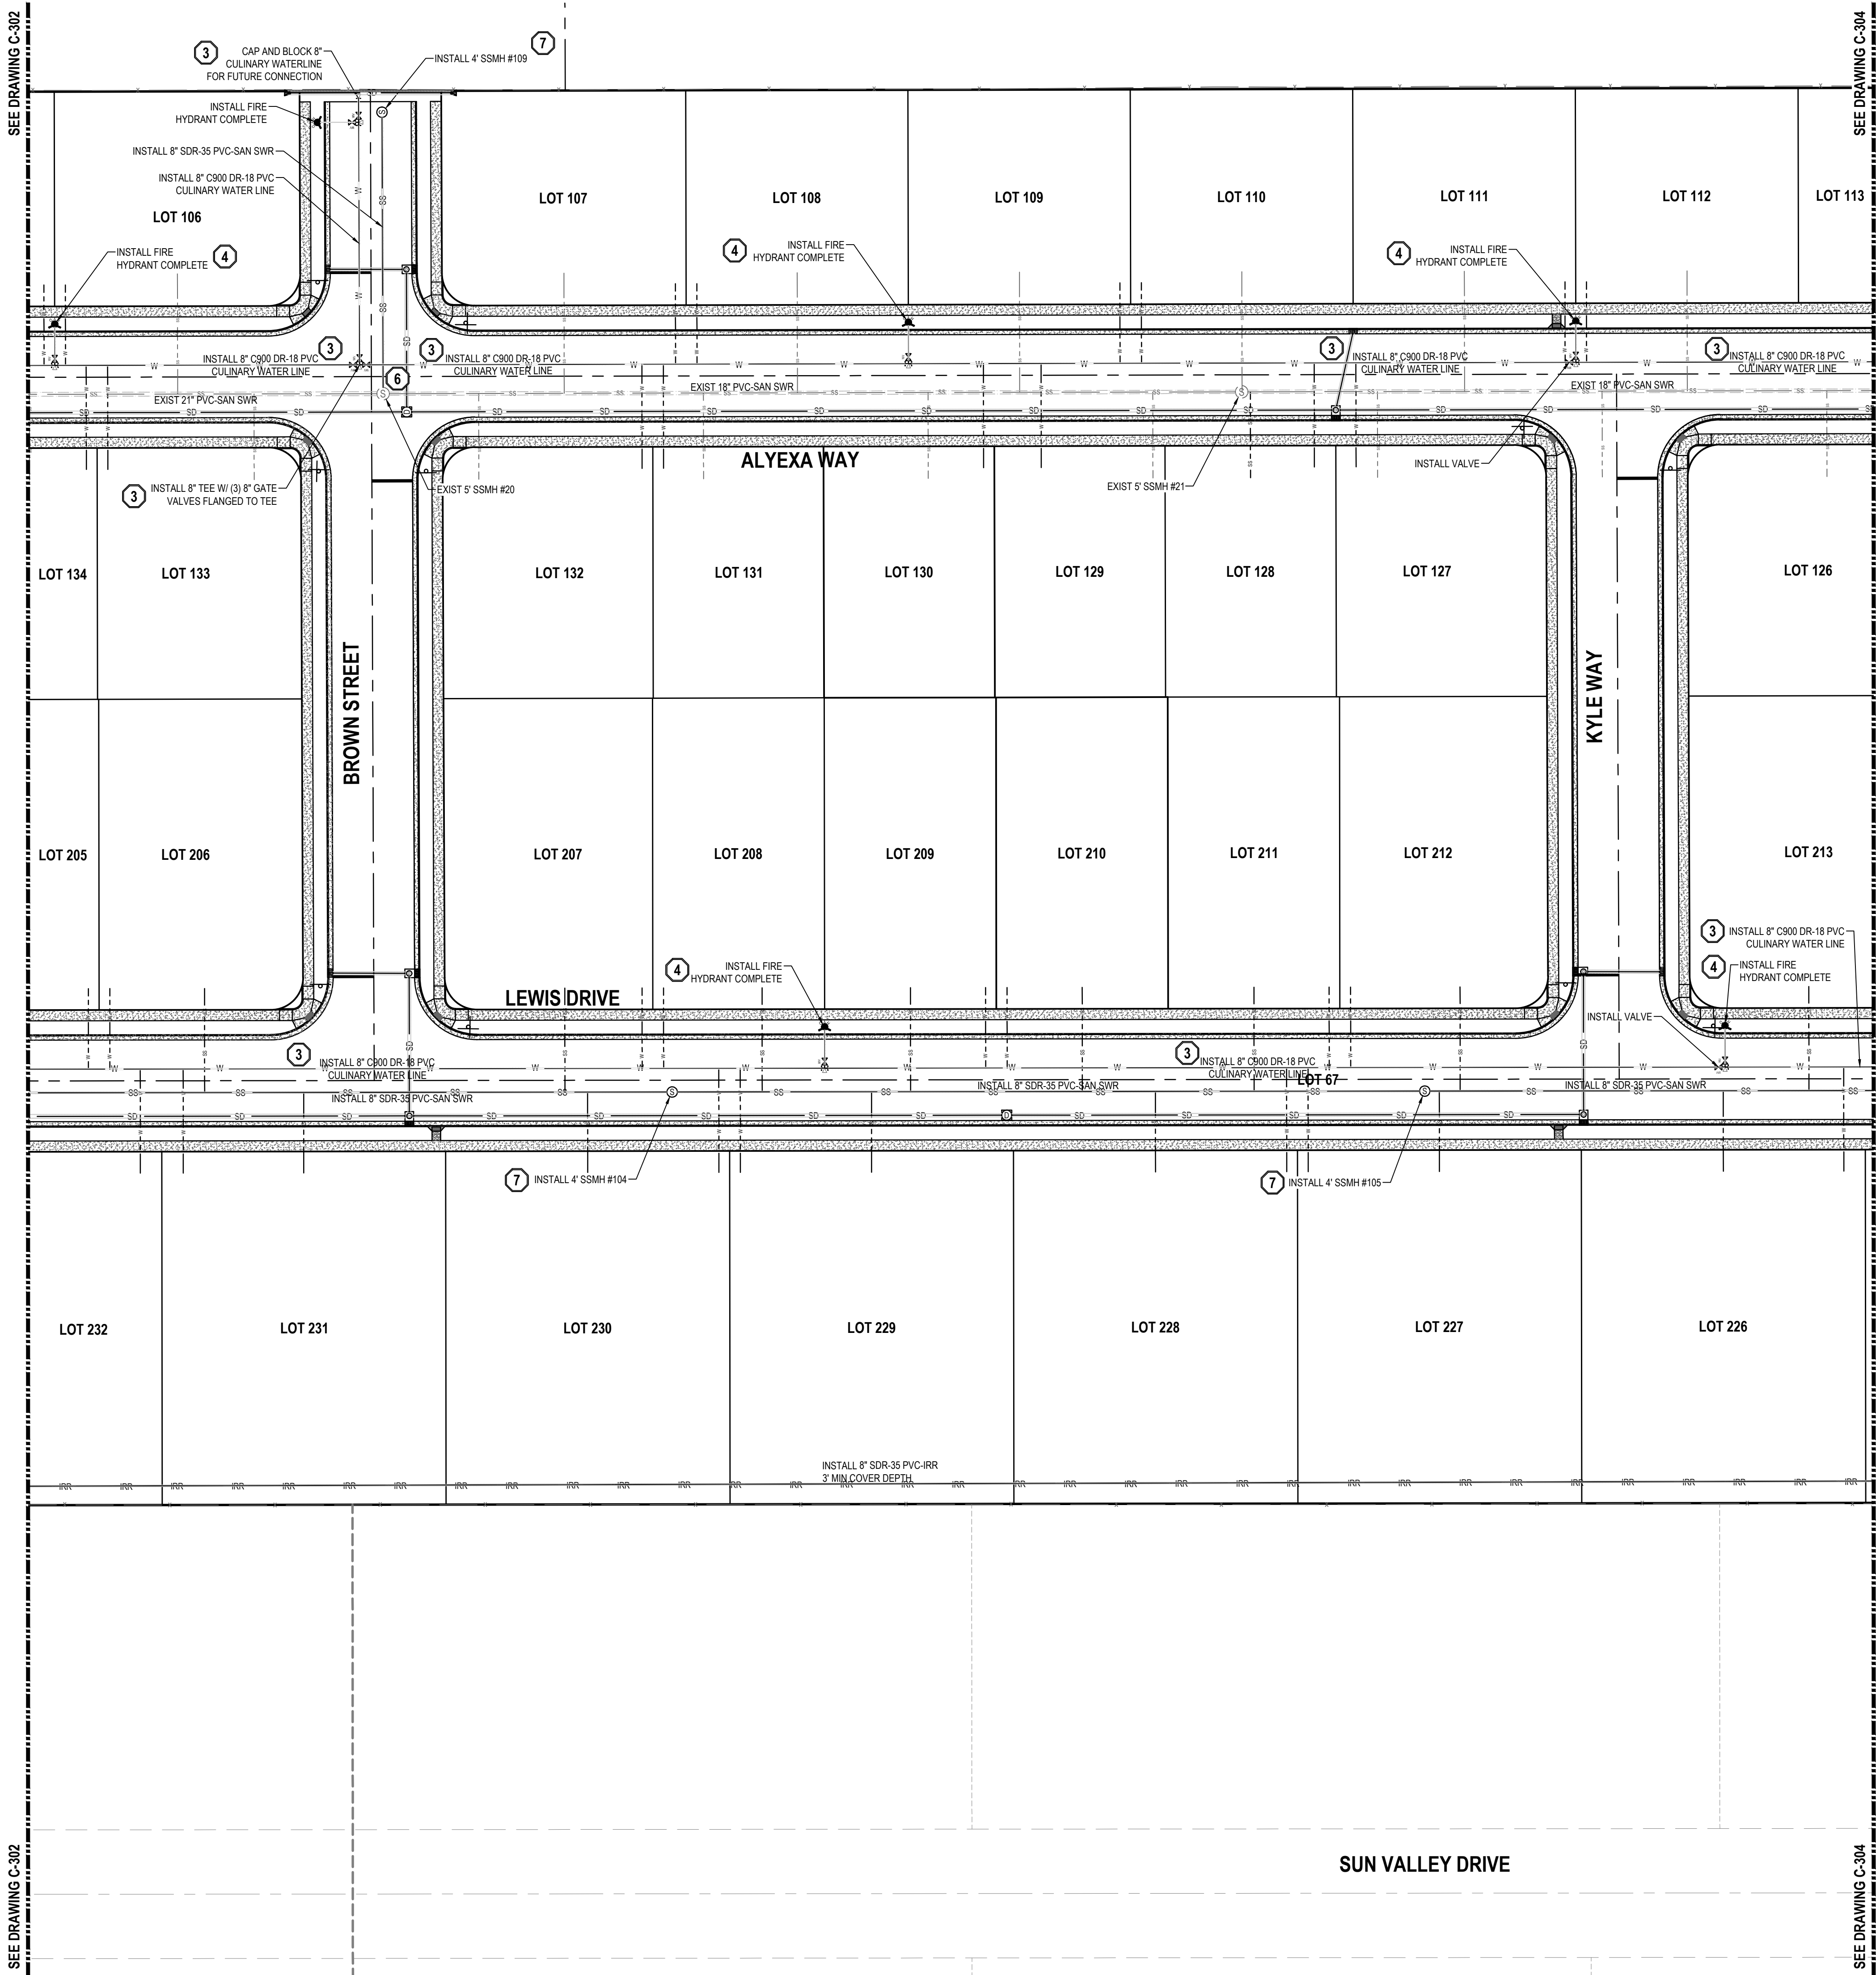 SEE DRAWING C-302
SEE DRAWING C-304
3
CAP AND BLOCK 8"
CULINARY WATERLINE
FOR FUTURE CONNECTION
INSTALL 4' SSMH #109
7
INSTALL FIRE
HYDRANT COMPLETE
INSTALL 8" SDR-35 PVC-SAN SWR
INSTALL 8" C900 DR-18 PVC
CULINARY WATER LINE
LOT 106
LOT 107
LOT 108
LOT 109
LOT 110
LOT 111
LOT 112
LOT 113
INSTALL FIRE
HYDRANT COMPLETE
4
4
INSTALL FIRE
HYDRANT COMPLETE
4
INSTALL FIRE
HYDRANT COMPLETE
INSTALL 8" C900 DR-18 PVC
CULINARY WATER LINE
3
3
INSTALL 8" C900 DR-18 PVC
CULINARY WATER LINE
3
INSTALL 8" C900 DR-18 PVC
CULINARY WATER LINE
3
INSTALL 8" C900 DR-18 PVC
CULINARY WATER LINE
6
EXIST 21" PVC-SAN SWR
EXIST 18" PVC-SAN SWR
EXIST 18" PVC-SAN SWR
ALYEXA WAY
INSTALL VALVE
3
INSTALL 8" TEE W/ (3) 8" GATE
VALVES FLANGED TO TEE
EXIST 5' SSMH #20
EXIST 5' SSMH #21
LOT 134
LOT 133
LOT 132
LOT 131
LOT 130
LOT 129
LOT 128
LOT 127
LOT 126
BROWN STREET
KYLE WAY
LOT 205
LOT 206
LOT 207
LOT 208
LOT 209
LOT 210
LOT 211
LOT 212
LOT 213
3
INSTALL 8" C900 DR-18 PVC
CULINARY WATER LINE
4
INSTALL FIRE
HYDRANT COMPLETE
4
INSTALL FIRE
HYDRANT COMPLETE
LEWIS DRIVE
INSTALL VALVE
3
INSTALL 8" C900 DR-18 PVC
CULINARY WATER LINE
3
INSTALL 8" C900 DR-18 PVC
CULINARY WATER LINE
LOT 67
INSTALL 8" SDR-35 PVC-SAN SWR
INSTALL 8" SDR-35 PVC-SAN SWR
INSTALL 8" SDR-35 PVC-SAN SWR
7
INSTALL 4' SSMH #104
7
INSTALL 4' SSMH #105
LOT 232
LOT 231
LOT 230
LOT 229
LOT 228
LOT 227
LOT 226
INSTALL 8" SDR-35 PVC-IRR
3' MIN COVER DEPTH
SUN VALLEY DRIVE
SEE DRAWING C-302
SEE DRAWING C-304